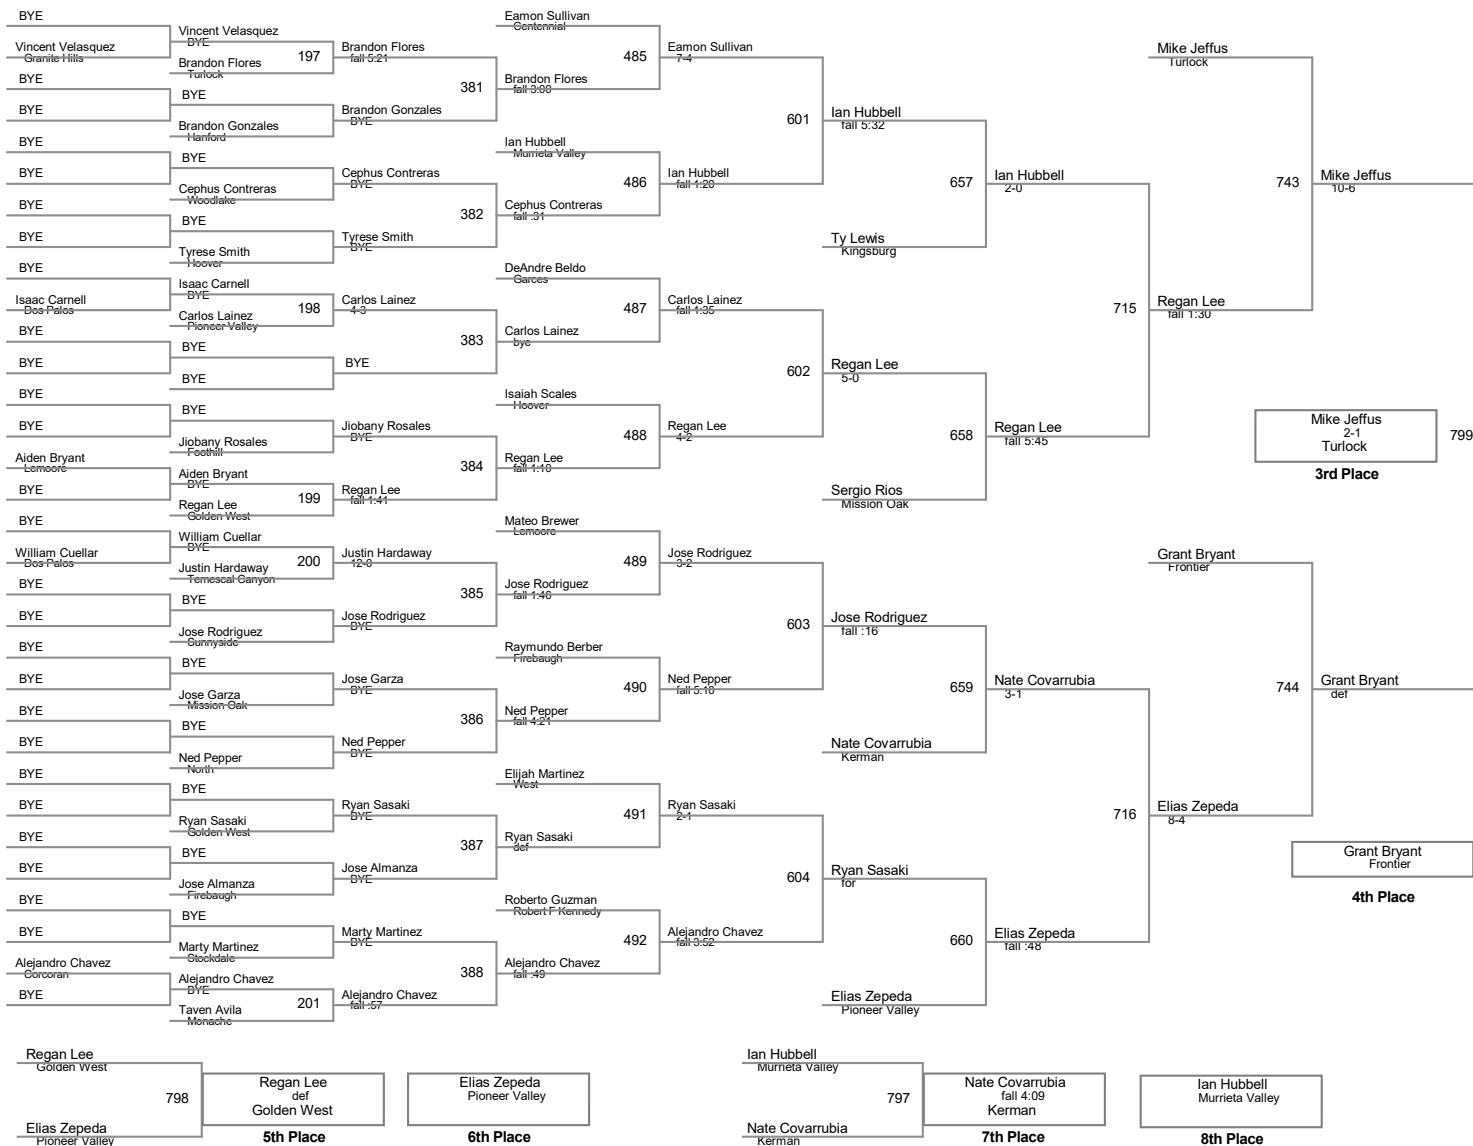 BYE
Vincent Velasquez
Granite Hills
BYE
BYE
BYE
BYE
BYE
BYE
BYE
Isaac Carnell
Dos Palos
BYE
BYE
BYE
BYE
Aiden Bryant
Lemoore
BYE
BYE
William Cuellar
Dos Palos
BYE
BYE
BYE
BYE
BYE
BYE
BYE
BYE
BYE
BYE
BYE
BYE
Alejandro Chavez
Corcoran
BYE
Vincent Velasquez
BYE
197
Brandon Flores
Turlock
BYE
Brandon Gonzales
Hanford
BYE
Cephus Contreras
Woodlake
BYE
Tyrese Smith
Hoover
Isaac Carnell
BYE
198
Carlos Lainez
Pioneer Valley
BYE
BYE
BYE
Jiobany Rosales
Foothill
Aiden Bryant
BYE
199
Regan Lee
Golden West
William Cuellar
BYE
200
Justin Hardaway
Temescal Canyon
BYE
Jose Rodriguez
Sunnyside
BYE
Jose Garza
Mission Oak
BYE
Ned Pepper
North
BYE
Ryan Sasaki
Golden West
BYE
Jose Almanza
Firebaugh
BYE
Marty Martinez
Stockdale
Alejandro Chavez
BYE
201
Taven Avila
Monache
Brandon Flores
fall 5:21
381
Brandon Gonzales
BYE
Cephus Contreras
BYE
382
Tyrese Smith
BYE
Carlos Lainez
4-3
383
BYE
Jiobany Rosales
BYE
384
Regan Lee
fall 1:41
Justin Hardaway
12-0
385
Jose Rodriguez
BYE
Jose Garza
BYE
386
Ned Pepper
BYE
Ryan Sasaki
BYE
387
Jose Almanza
BYE
Marty Martinez
BYE
388
Alejandro Chavez
fall :57
Eamon Sullivan
Centennial
485
Brandon Flores
fall 3:00
Ian Hubbell
Murrieta Valley
486
Cephus Contreras
fall :31
DeAndre Beldo
Garces
487
Carlos Lainez
bye
Isaiah Scales
Hoover
488
Regan Lee
fall 1:10
Mateo Brewer
Lemoore
489
Jose Rodriguez
fall 1:46
Raymundo Berber
Firebaugh
490
Ned Pepper
fall 4:21
Elijah Martinez
West
491
Ryan Sasaki
def
Roberto Guzman
Robert F Kennedy
492
Alejandro Chavez
fall :49
Eamon Sullivan
7-4
601
Ian Hubbell
fall 1:20
Carlos Lainez
fall 1:35
602
Regan Lee
4-2
Jose Rodriguez
3-2
603
Ned Pepper
fall 5:10
Ryan Sasaki
2-1
604
Alejandro Chavez
fall 3:52
Ian Hubbell
fall 5:32
657
Ty Lewis
Kingsburg
Regan Lee
5-0
658
Sergio Rios
Mission Oak
Jose Rodriguez
fall :16
659
Nate Covarrubia
Kerman
Ryan Sasaki
for
660
Elias Zepeda
Pioneer Valley
Ian Hubbell
2-0
715
Regan Lee
fall 5:45
Nate Covarrubia
3-1
716
Elias Zepeda
fall :48
Mike Jeffus
Turlock
743
Regan Lee
fall 1:30
Grant Bryant
Frontier
744
Elias Zepeda
8-4
Mike Jeffus
10-6
Mike Jeffus
2-1
Turlock
799
3rd Place
Grant Bryant
def
Grant Bryant
Frontier
4th Place
Regan Lee
Golden West
798
Elias Zepeda
Pioneer Valley
Regan Lee
def
Golden West
5th Place
Elias Zepeda
Pioneer Valley
6th Place
Ian Hubbell
Murrieta Valley
797
Nate Covarrubia
Kerman
Nate Covarrubia
fall 4:09
Kerman
7th Place
Ian Hubbell
Murrieta Valley
8th Place